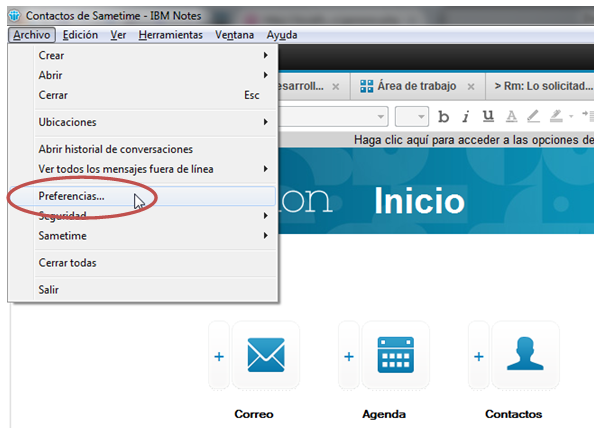 Contactos de Sametime - IBM Notes
Archivo Edición Ver Herramientas Ventana Ayuda
Crear
Abrir
Cerrar Esc
Ubicaciones
Abrir historial de conversaciones
Ver todos los mensajes fuera de línea
Preferencias...
Seguridad
Sametime
Cerrar todas
Salir
esarroll... Área de trabajo > Rm: Lo solicitad...
b i u A
Haga clic aquí para acceder a las opciones de
ion Inicio
+ + +
Correo Agenda Contactos